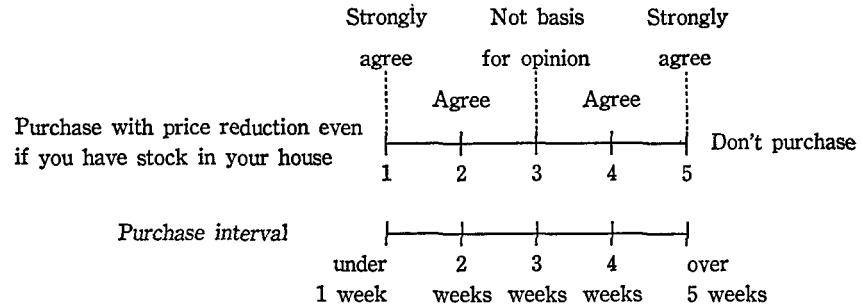 Strongly Not basis Strongly
agree for opinion agree
Agree Agree
Purchase with price reduction even
if you have stock in your house
Don't purchase
1 2 3 4 5
Purchase interval
under 2 3 4 over
1 week weeks weeks weeks 5 weeks